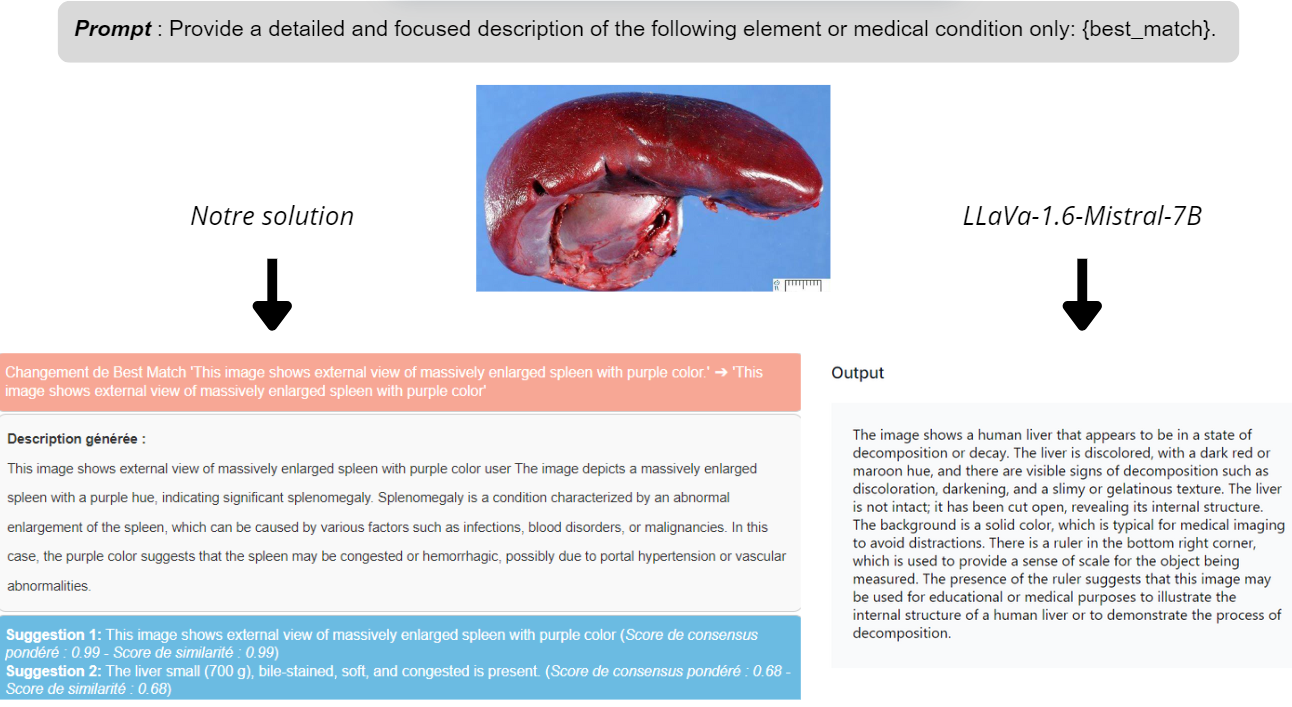 Prompt : Provide a detailed and focused description of the following element or medical condition only: {best_match}.
Notre solution
LLaVa-1.6-Mistral-7B
Changement de Best Match 'This image shows external view of massively enlarged spleen with purple color.' ➔ 'This
image shows external view of massively enlarged spleen with purple color'
Description générée :
This image shows external view of massively enlarged spleen with purple color user The image depicts a massively enlarged
spleen with a purple hue, indicating significant splenomegaly. Splenomegaly is a condition characterized by an abnormal
enlargement of the spleen, which can be caused by various factors such as infections, blood disorders, or malignancies. In this
case, the purple color suggests that the spleen may be congested or hemorrhagic, possibly due to portal hypertension or vascular
abnormalities.
Suggestion 1: This image shows external view of massively enlarged spleen with purple color (Score de consensus
pondéré : 0.99 - Score de similarité : 0.99)
Suggestion 2: The liver small (700 g), bile-stained, soft, and congested is present. (Score de consensus pondéré : 0.68 -
Score de similarité : 0.68)
Output
The image shows a human liver that appears to be in a state of
decomposition or decay. The liver is discolored, with a dark red or
maroon hue, and there are visible signs of decomposition such as
discoloration, darkening, and a slimy or gelatinous texture. The liver
is not intact; it has been cut open, revealing its internal structure.
The background is a solid color, which is typical for medical imaging
to avoid distractions. There is a ruler in the bottom right corner,
which is used to provide a sense of scale for the object being
measured. The presence of the ruler suggests that this image may
be used for educational or medical purposes to illustrate the
internal structure of a human liver or to demonstrate the process of
decomposition.